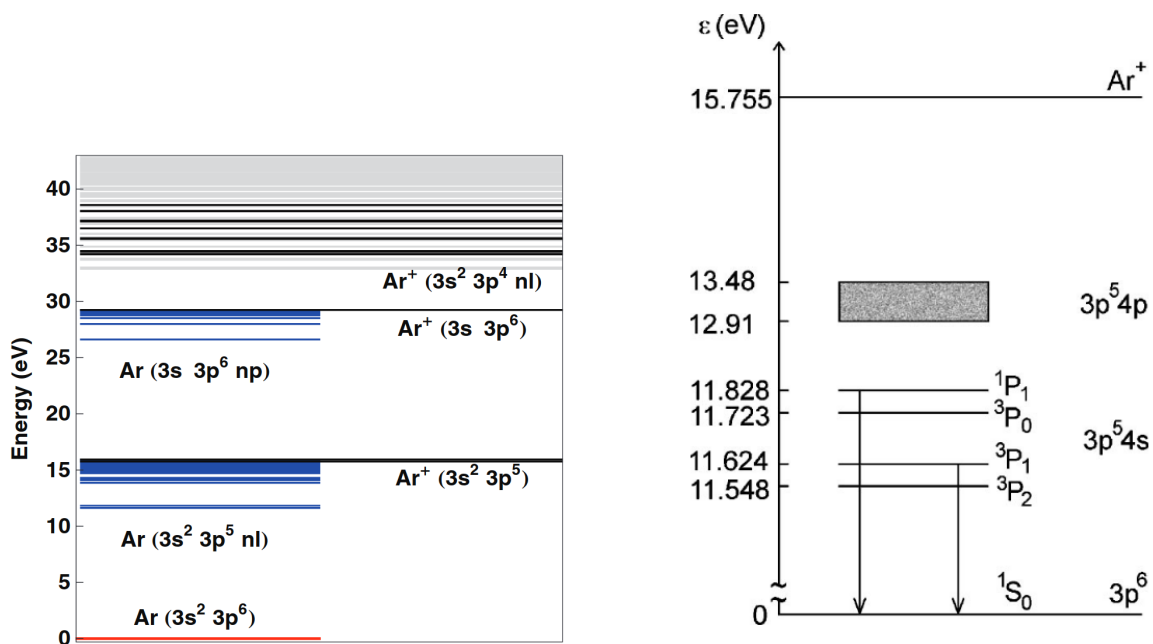 40
35
30
25
20
15
10
5
0
Energy (eV)
Ar⁺ (3s² 3p⁴ nl)
Ar⁺ (3s 3p⁶)
Ar (3s 3p⁶ np)
Ar⁺ (3s² 3p⁵)
Ar (3s² 3p⁵ nl)
Ar (3s² 3p⁶)
ε (eV)
15.755 Ar⁺
13.48
12.91 3p⁵4p
11.828 ¹P₁
11.723 ³P₀
3p⁵4s
11.624 ³P₁
11.548 ³P₂
0 ¹S₀ 3p⁶